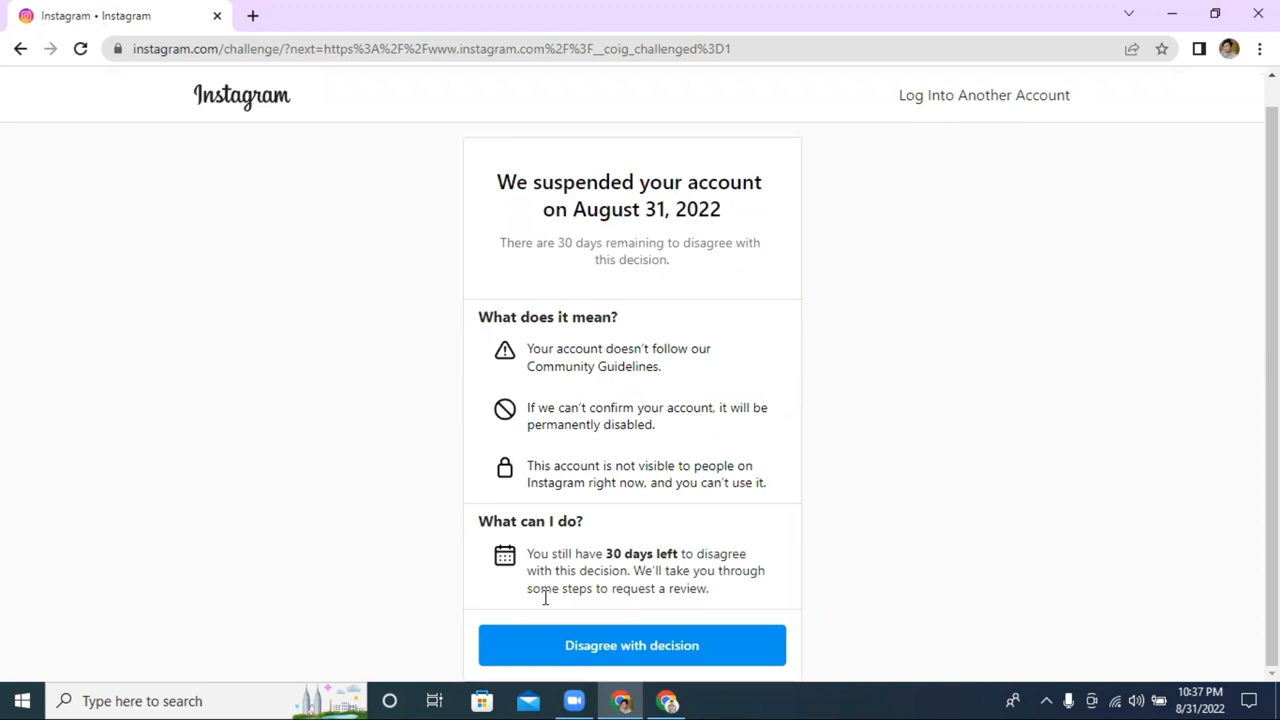 Instagram • Instagram
instagram.com/challenge/?next=https%3A%2F%2Fwww.instagram.com%2F%3F__coig_challenged%3D1
Instagram
Log Into Another Account
We suspended your account
on August 31, 2022
There are 30 days remaining to disagree with
this decision.
What does it mean?
Your account doesn't follow our
Community Guidelines.
If we can't confirm your account, it will be
permanently disabled.
This account is not visible to people on
Instagram right now, and you can't use it.
What can I do?
You still have 30 days left to disagree
with this decision. We'll take you through
some steps to request a review.
Disagree with decision
Type here to search
10:37 PM
8/31/2022